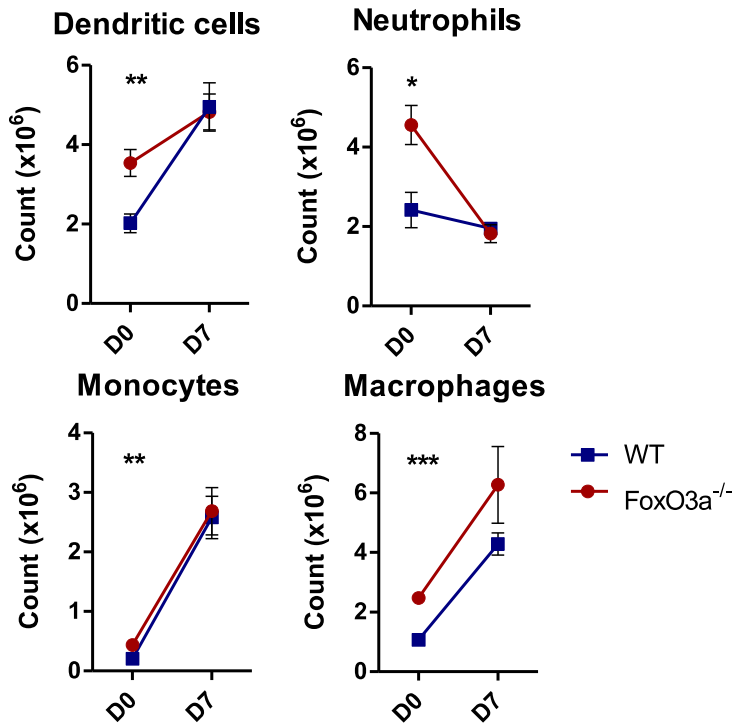 Dendritic cells
Count (x10⁶)
6
4
2
0
**
D0
D7
Neutrophils
Count (x10⁶)
6
4
2
0
*
D0
D7
Monocytes
Count (x10⁶)
4
3
2
1
0
**
D0
D7
Macrophages
Count (x10⁶)
8
6
4
2
0
***
D0
D7
WT
FoxO3a⁻/⁻